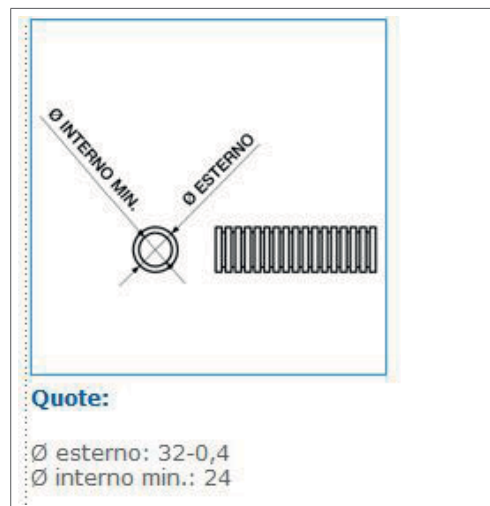 Ø INTERNO MIN.
Ø ESTERNO
Quote:
Ø esterno: 32-0,4
Ø interno min.: 24